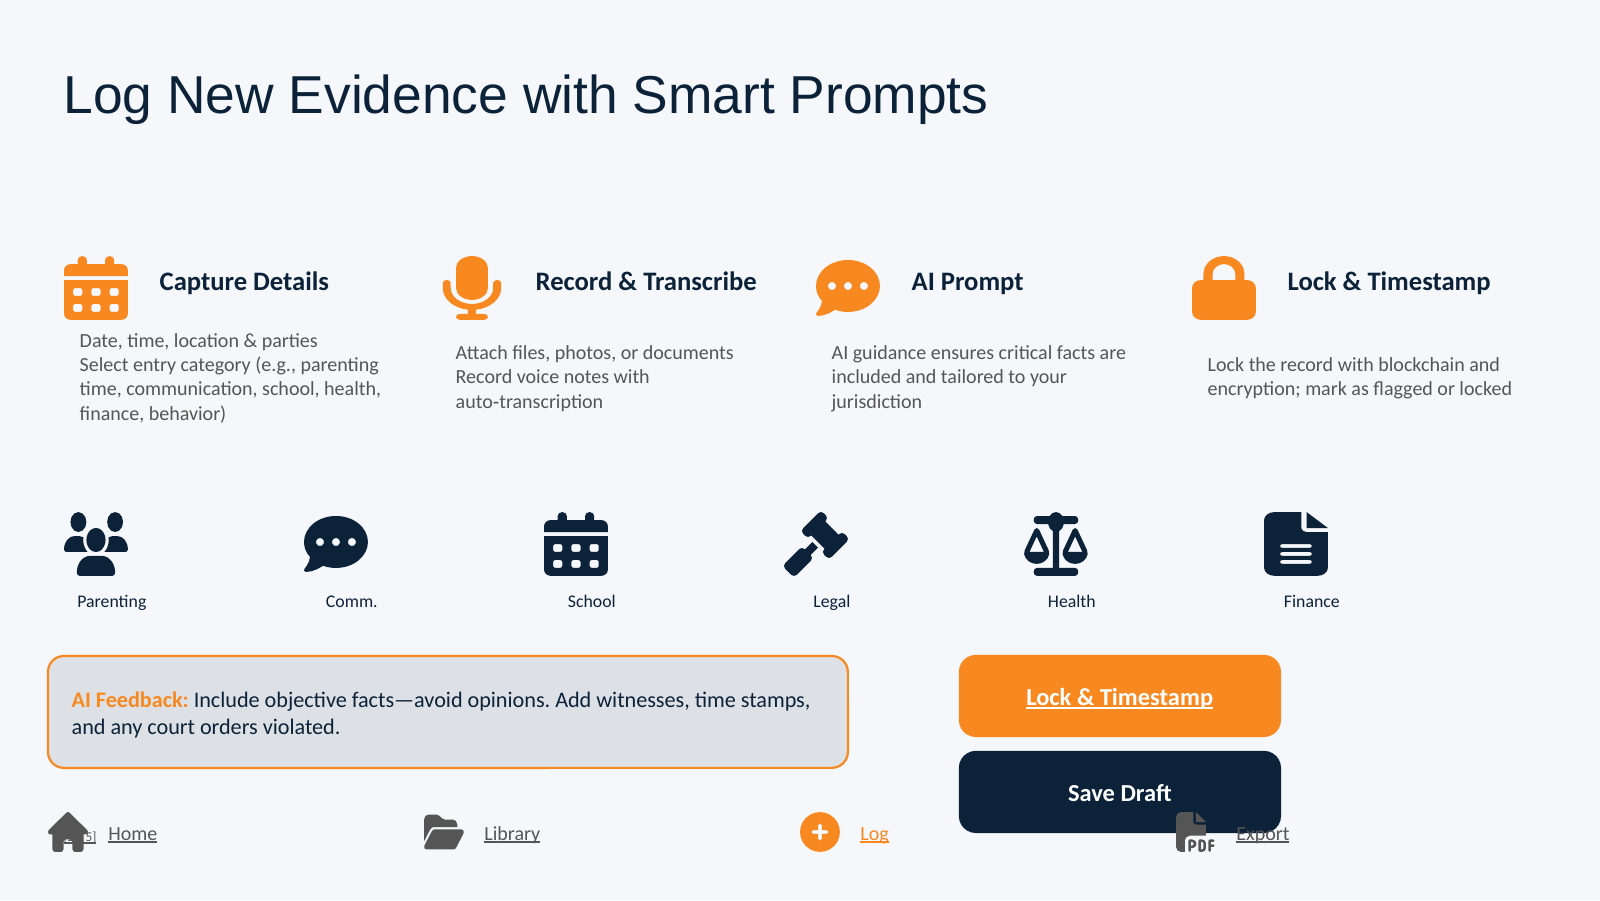 Log New Evidence with Smart Prompts
Capture Details
Date, time, location & parties
Select entry category (e.g., parenting
time, communication, school, health,
finance, behavior)
Record & Transcribe
Attach files, photos, or documents
Record voice notes with
auto-transcription
AI Prompt
AI guidance ensures critical facts are
included and tailored to your
jurisdiction
Lock & Timestamp
Lock the record with blockchain and
encryption; mark as flagged or locked
Parenting
Comm.
School
Legal
Health
Finance
AI Feedback: Include objective facts—avoid opinions. Add witnesses, time stamps,
and any court orders violated.
Lock & Timestamp
Save Draft
Home
Library
Log
PDF
Export